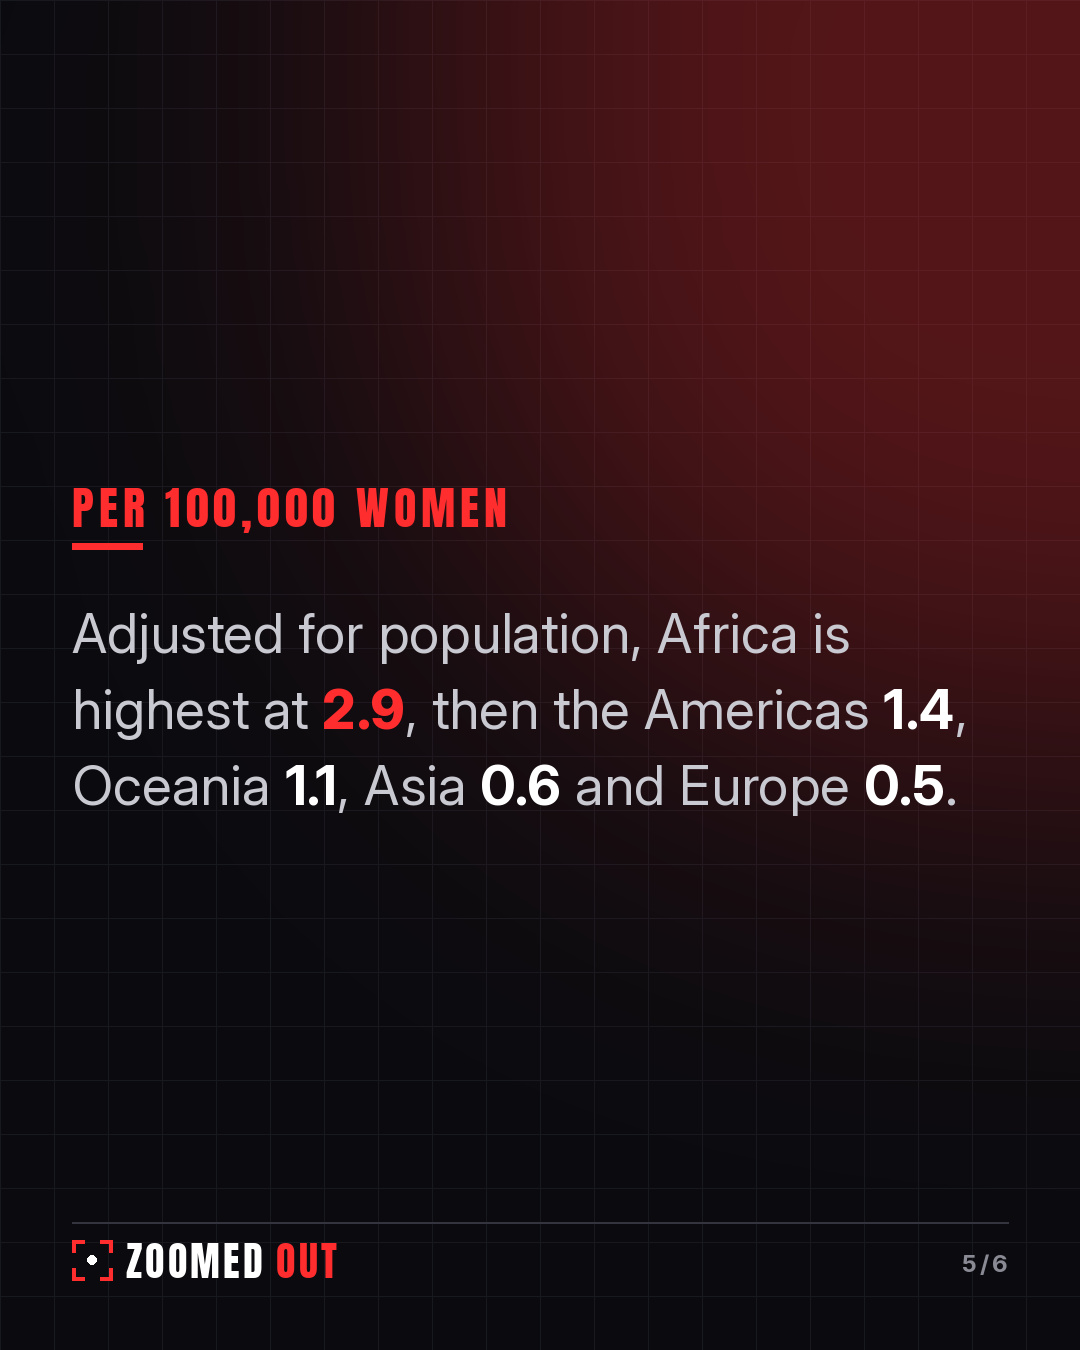 PER 100,000 WOMEN
Adjusted for population, Africa is
highest at 2.9, then the Americas 1.4,
Oceania 1.1, Asia 0.6 and Europe 0.5.
ZOOMED OUT
5/6